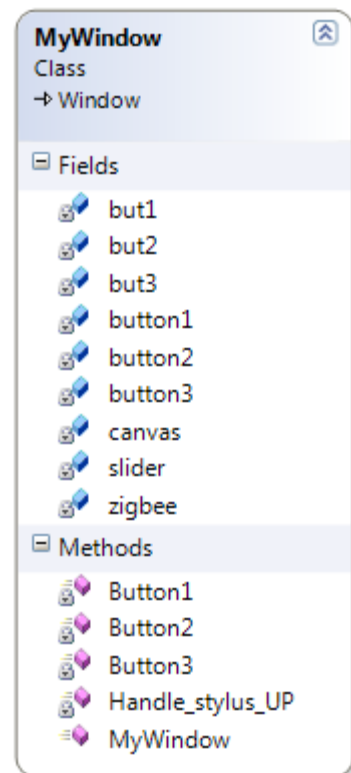 MyWindow
Class
Window
Fields
but1
but2
but3
button1
button2
button3
canvas
slider
zigbee
Methods
Button1
Button2
Button3
Handle_stylus_UP
MyWindow